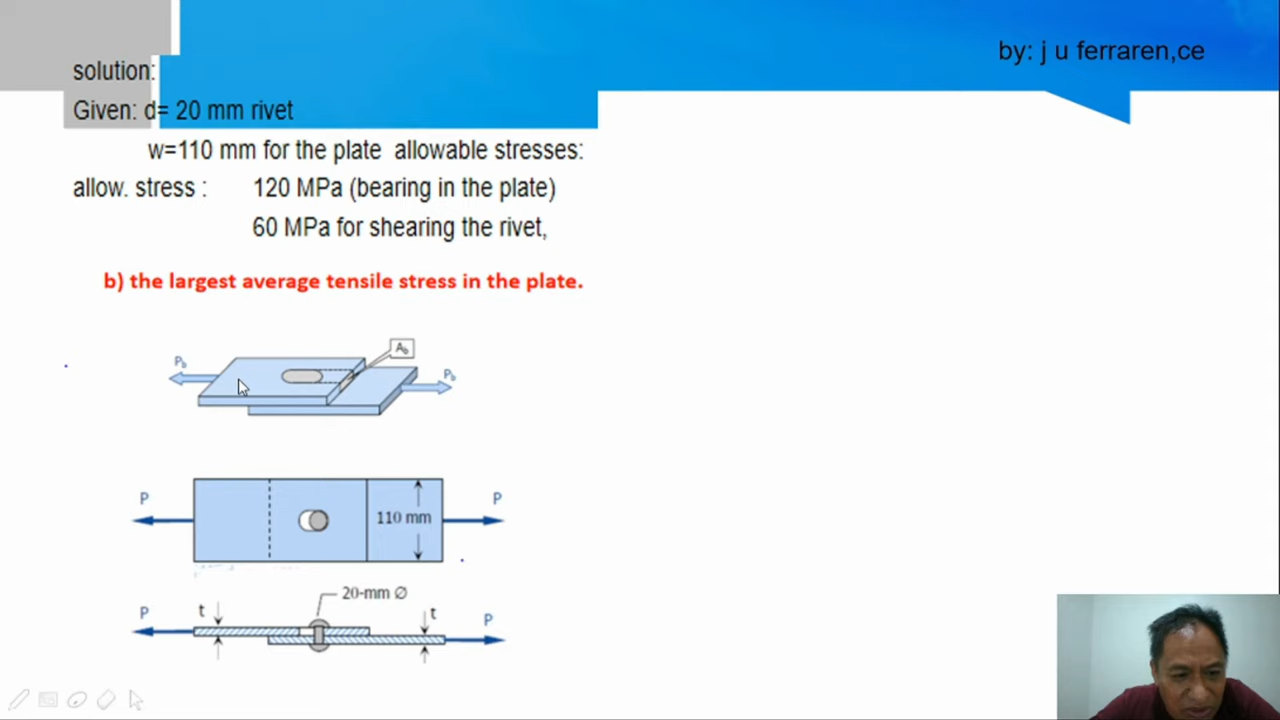 by: j u ferraren,ce
solution:
Given: d= 20 mm rivet
w=110 mm for the plate allowable stresses:
allow. stress : 120 MPa (bearing in the plate)
60 MPa for shearing the rivet,
b) the largest average tensile stress in the plate.
Ab
Pb
Pb
P
P
110 mm
20-mm Ø
P
t
t
P